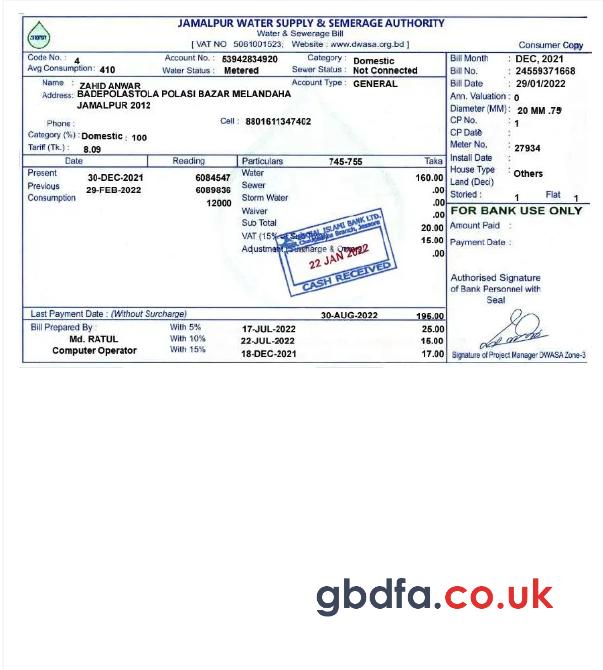 JAMALPUR WATER SUPPLY & SEMERAGE AUTHORITY
Water & Sewerage Bill
[ VAT NO 5061001523; Website : www.dwasa.org.bd ]
Consumer Copy
Code No. : 4
Account No. : 53942834920
Category : Domestic
Avg Consumption : 410
Water Status : Metered
Sewer Status : Not Connected
Name : ZAHID ANWAR
Account Type : GENERAL
Address: BADEPOLASTOLA POLASI BAZAR MELANDAHA
JAMALPUR 2012
Phone :
Cell : 8801611347402
Category (%) : Domestic : 100
Tariff (Tk.) : 8.09
Bill Month : DEC, 2021
Bill No. : 24559371668
Bill Date : 29/01/2022
Ann. Valuation : 0
Diameter (MM) : 20 MM .75
CP No. : 1
CP Date :
Meter No. : 27934
Install Date :
House Type : Others
Land (Deci)
Storied : 1 Flat 1
Date Reading Particulars 745-755 Taka
Present 30-DEC-2021 6084547 Water 160.00
Previous 29-FEB-2022 6089836 Sewer .00
Consumption 12000 Storm Water .00
Waiver .00
Sub Total 20.00
VAT (15% 15.00
Adjustment .00
ISLAMI BANK LTD.
22 JAN 2022
CASH RECEIVED
FOR BANK USE ONLY
Amount Paid :
Payment Date :
Authorised Signature
of Bank Personnel with
Seal
Signature of Project Manager DWASA Zone-3
Last Payment Date : (Without Surcharge) 30-AUG-2022 195.00
Bill Prepared By : With 5% 17-JUL-2022 25.00
Md. RATUL With 10% 22-JUL-2022 15.00
Computer Operator With 15% 18-DEC-2021 17.00
gbdfa.co.uk